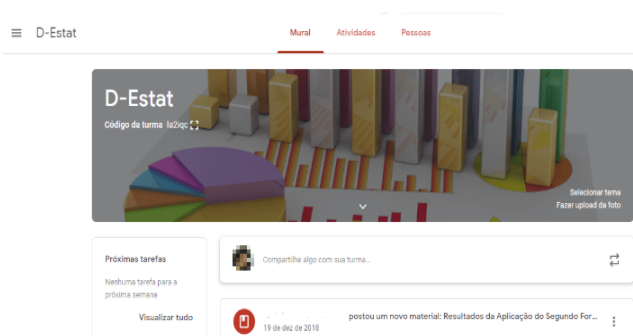 D-Estat
Mural Atividades Pessoas
D-Estat
Código da turma la2iqc
Selecionar tema
Fazer upload da foto
Próximas tarefas
Nenhuma tarefa para a
próxima semana
Visualizar tudo
Compartilhe algo com sua turma...
postou um novo material: Resultados da Aplicação do Segundo For...
19 de dez de 2018